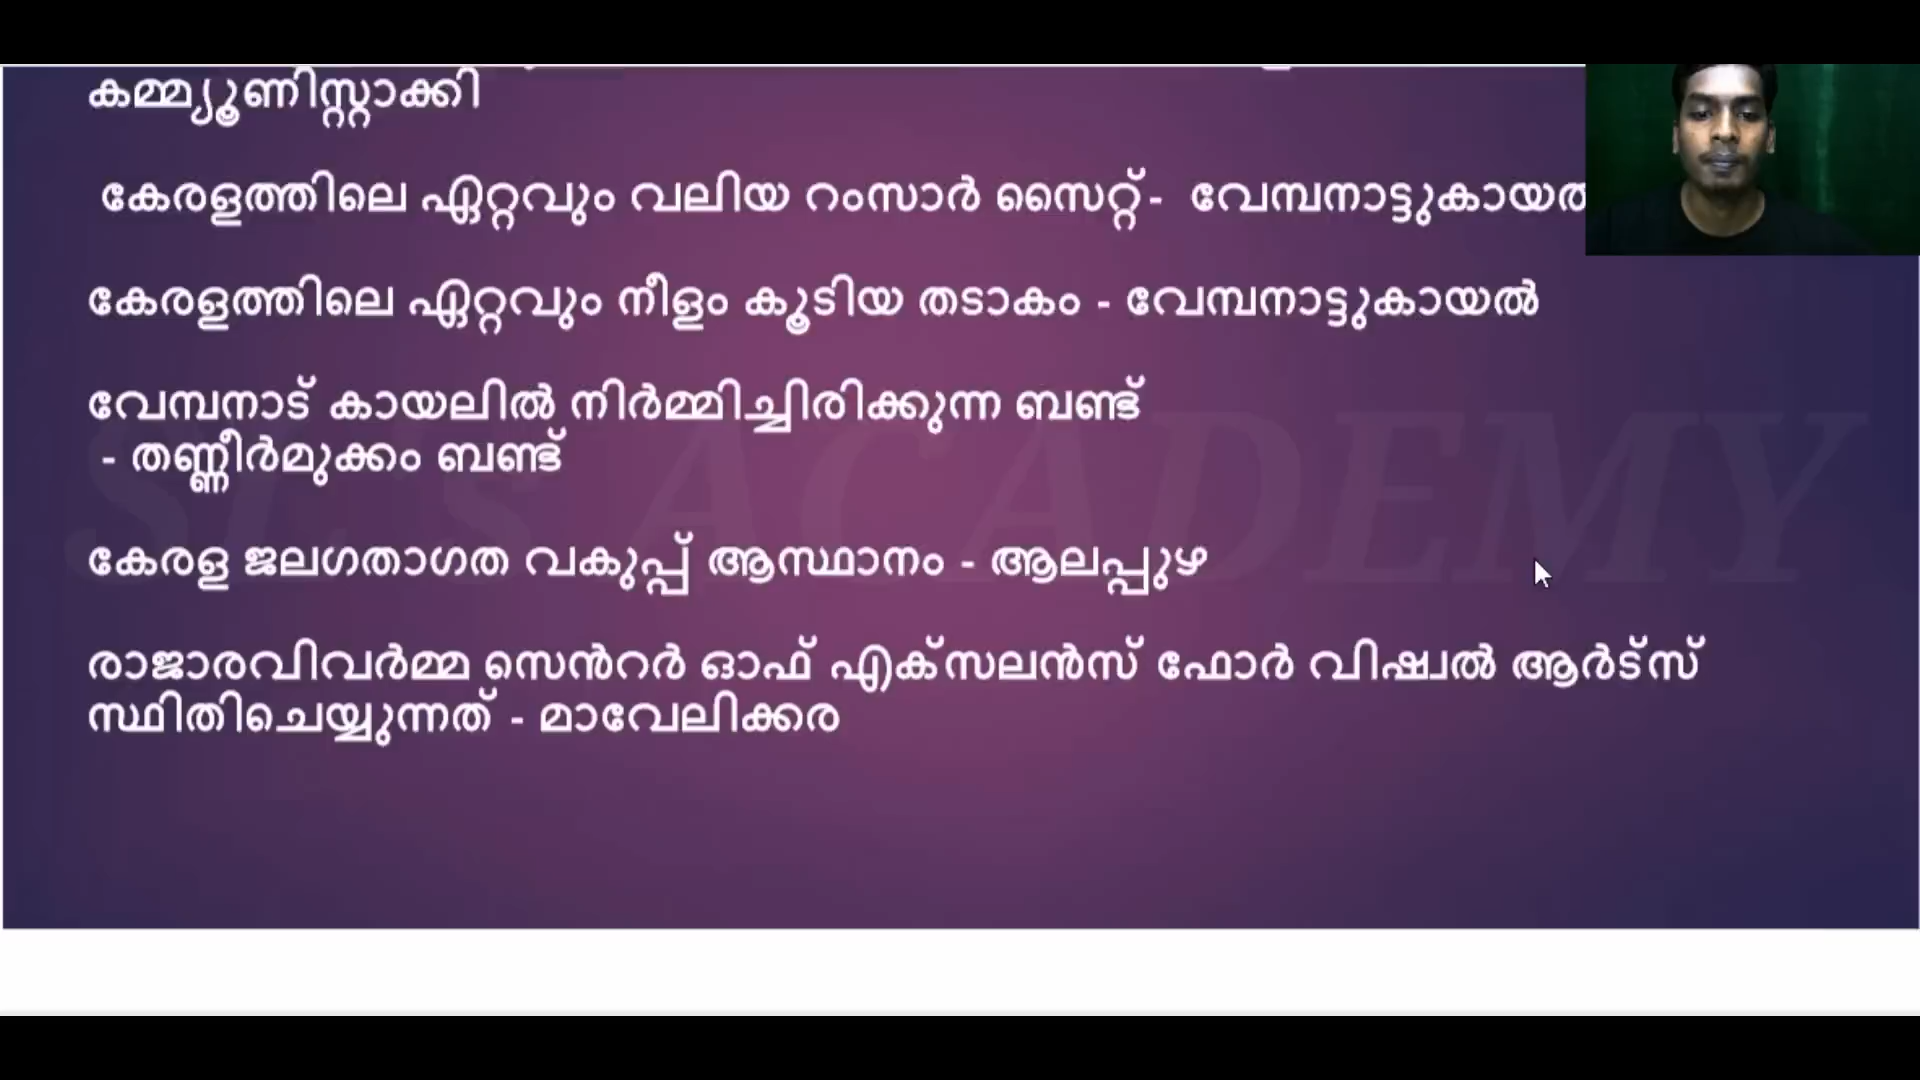 കമ്മ്യൂണിസ്റ്റാക്കി
കേരളത്തിലെ ഏറ്റവും വലിയ റംസാർ സൈറ്റ്- വേമ്പനാട്ടുകായൽ
കേരളത്തിലെ ഏറ്റവും നീളം കൂടിയ തടാകം - വേമ്പനാട്ടുകായൽ
വേമ്പനാട് കായലിൽ നിർമ്മിച്ചിരിക്കുന്ന ബണ്ട്
- തണ്ണീർമുക്കം ബണ്ട്
കേരള ജലഗതാഗത വകുപ്പ് ആസ്ഥാനം - ആലപ്പുഴ
രാജാരവിവർമ്മ സെൻറർ ഓഫ് എക്സലൻസ് ഫോർ വിഷ്വൽ ആർട്സ്
സ്ഥിതിചെയ്യുന്നത് - മാവേലിക്കര
ACADEMY